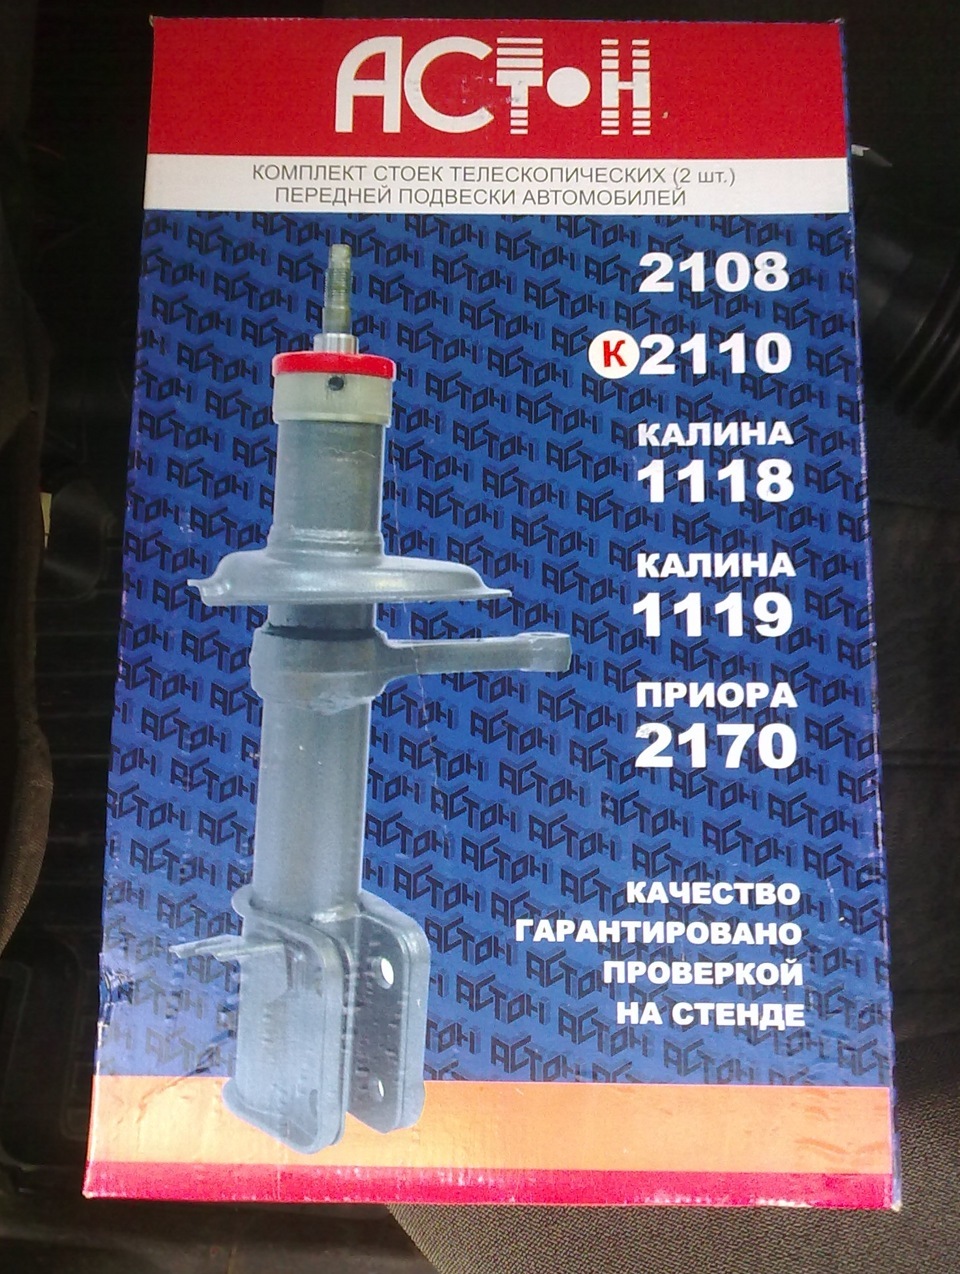 АСТОН
КОМПЛЕКТ СТОЕК ТЕЛЕСКОПИЧЕСКИХ (2 шт.)
ПЕРЕДНЕЙ ПОДВЕСКИ АВТОМОБИЛЕЙ
2108
К 2110
КАЛИНА
1118
КАЛИНА
1119
ПРИОРА
2170
КАЧЕСТВО
ГАРАНТИРОВАНО
ПРОВЕРКОЙ
НА СТЕНДЕ